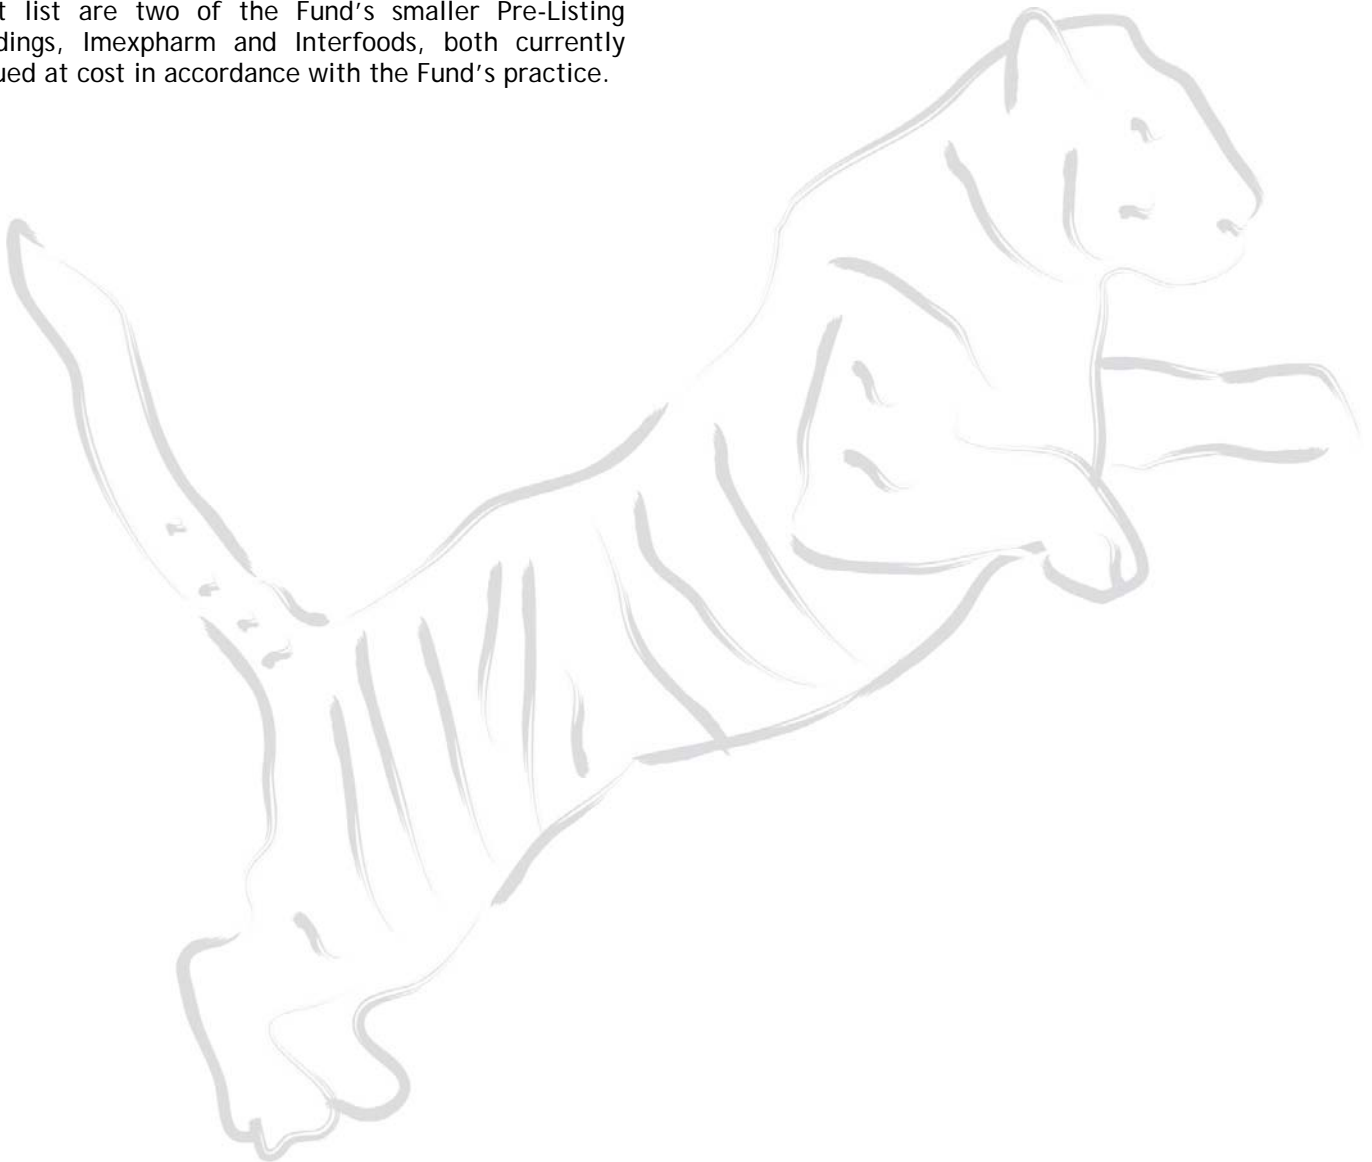 t list are two of the Fund’s smaller Pre-Listing
dings, Imexpharm and Interfoods, both currently
ued at cost in accordance with the Fund’s practice.